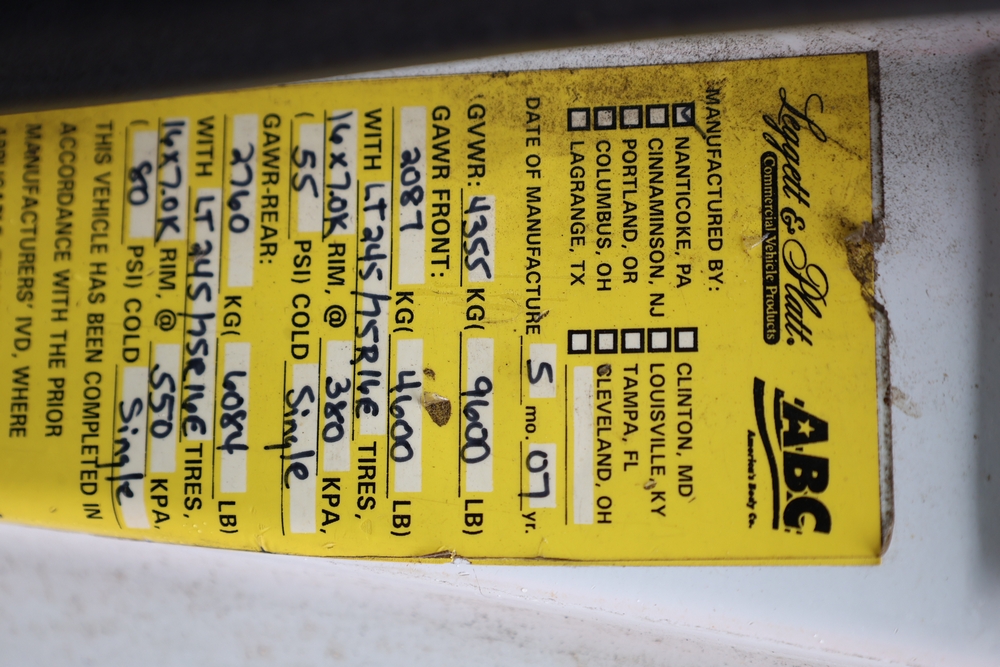 Leggett & Platt.
Commercial Vehicle Products
ABC
America's Body Co.
MANUFACTURED BY:
NANTICOKE, PA CLINTON, MD
CINNAMINSON, NJ LOUISVILLE, KY
PORTLAND, OR TAMPA, FL
COLUMBUS, OH CLEVELAND, OH
LAGRANGE, TX
DATE OF MANUFACTURE 5 mo. 07 yr.
GVWR: 4355 KG( 9600 LB)
GAWR FRONT:
2087 KG( 4600 LB)
WITH LT245/75R16E TIRES,
16x7.0K RIM, @ 380 KPA,
( 55 PSI) COLD Single
GAWR-REAR:
2760 KG( 6084 LB)
WITH LT245/75R16E TIRES,
16x7.0K RIM, @ 550 KPA,
( 80 PSI) COLD Single
THIS VEHICLE HAS BEEN COMPLETED IN
ACCORDANCE WITH THE PRIOR
MANUFACTURERS' IVD, WHERE